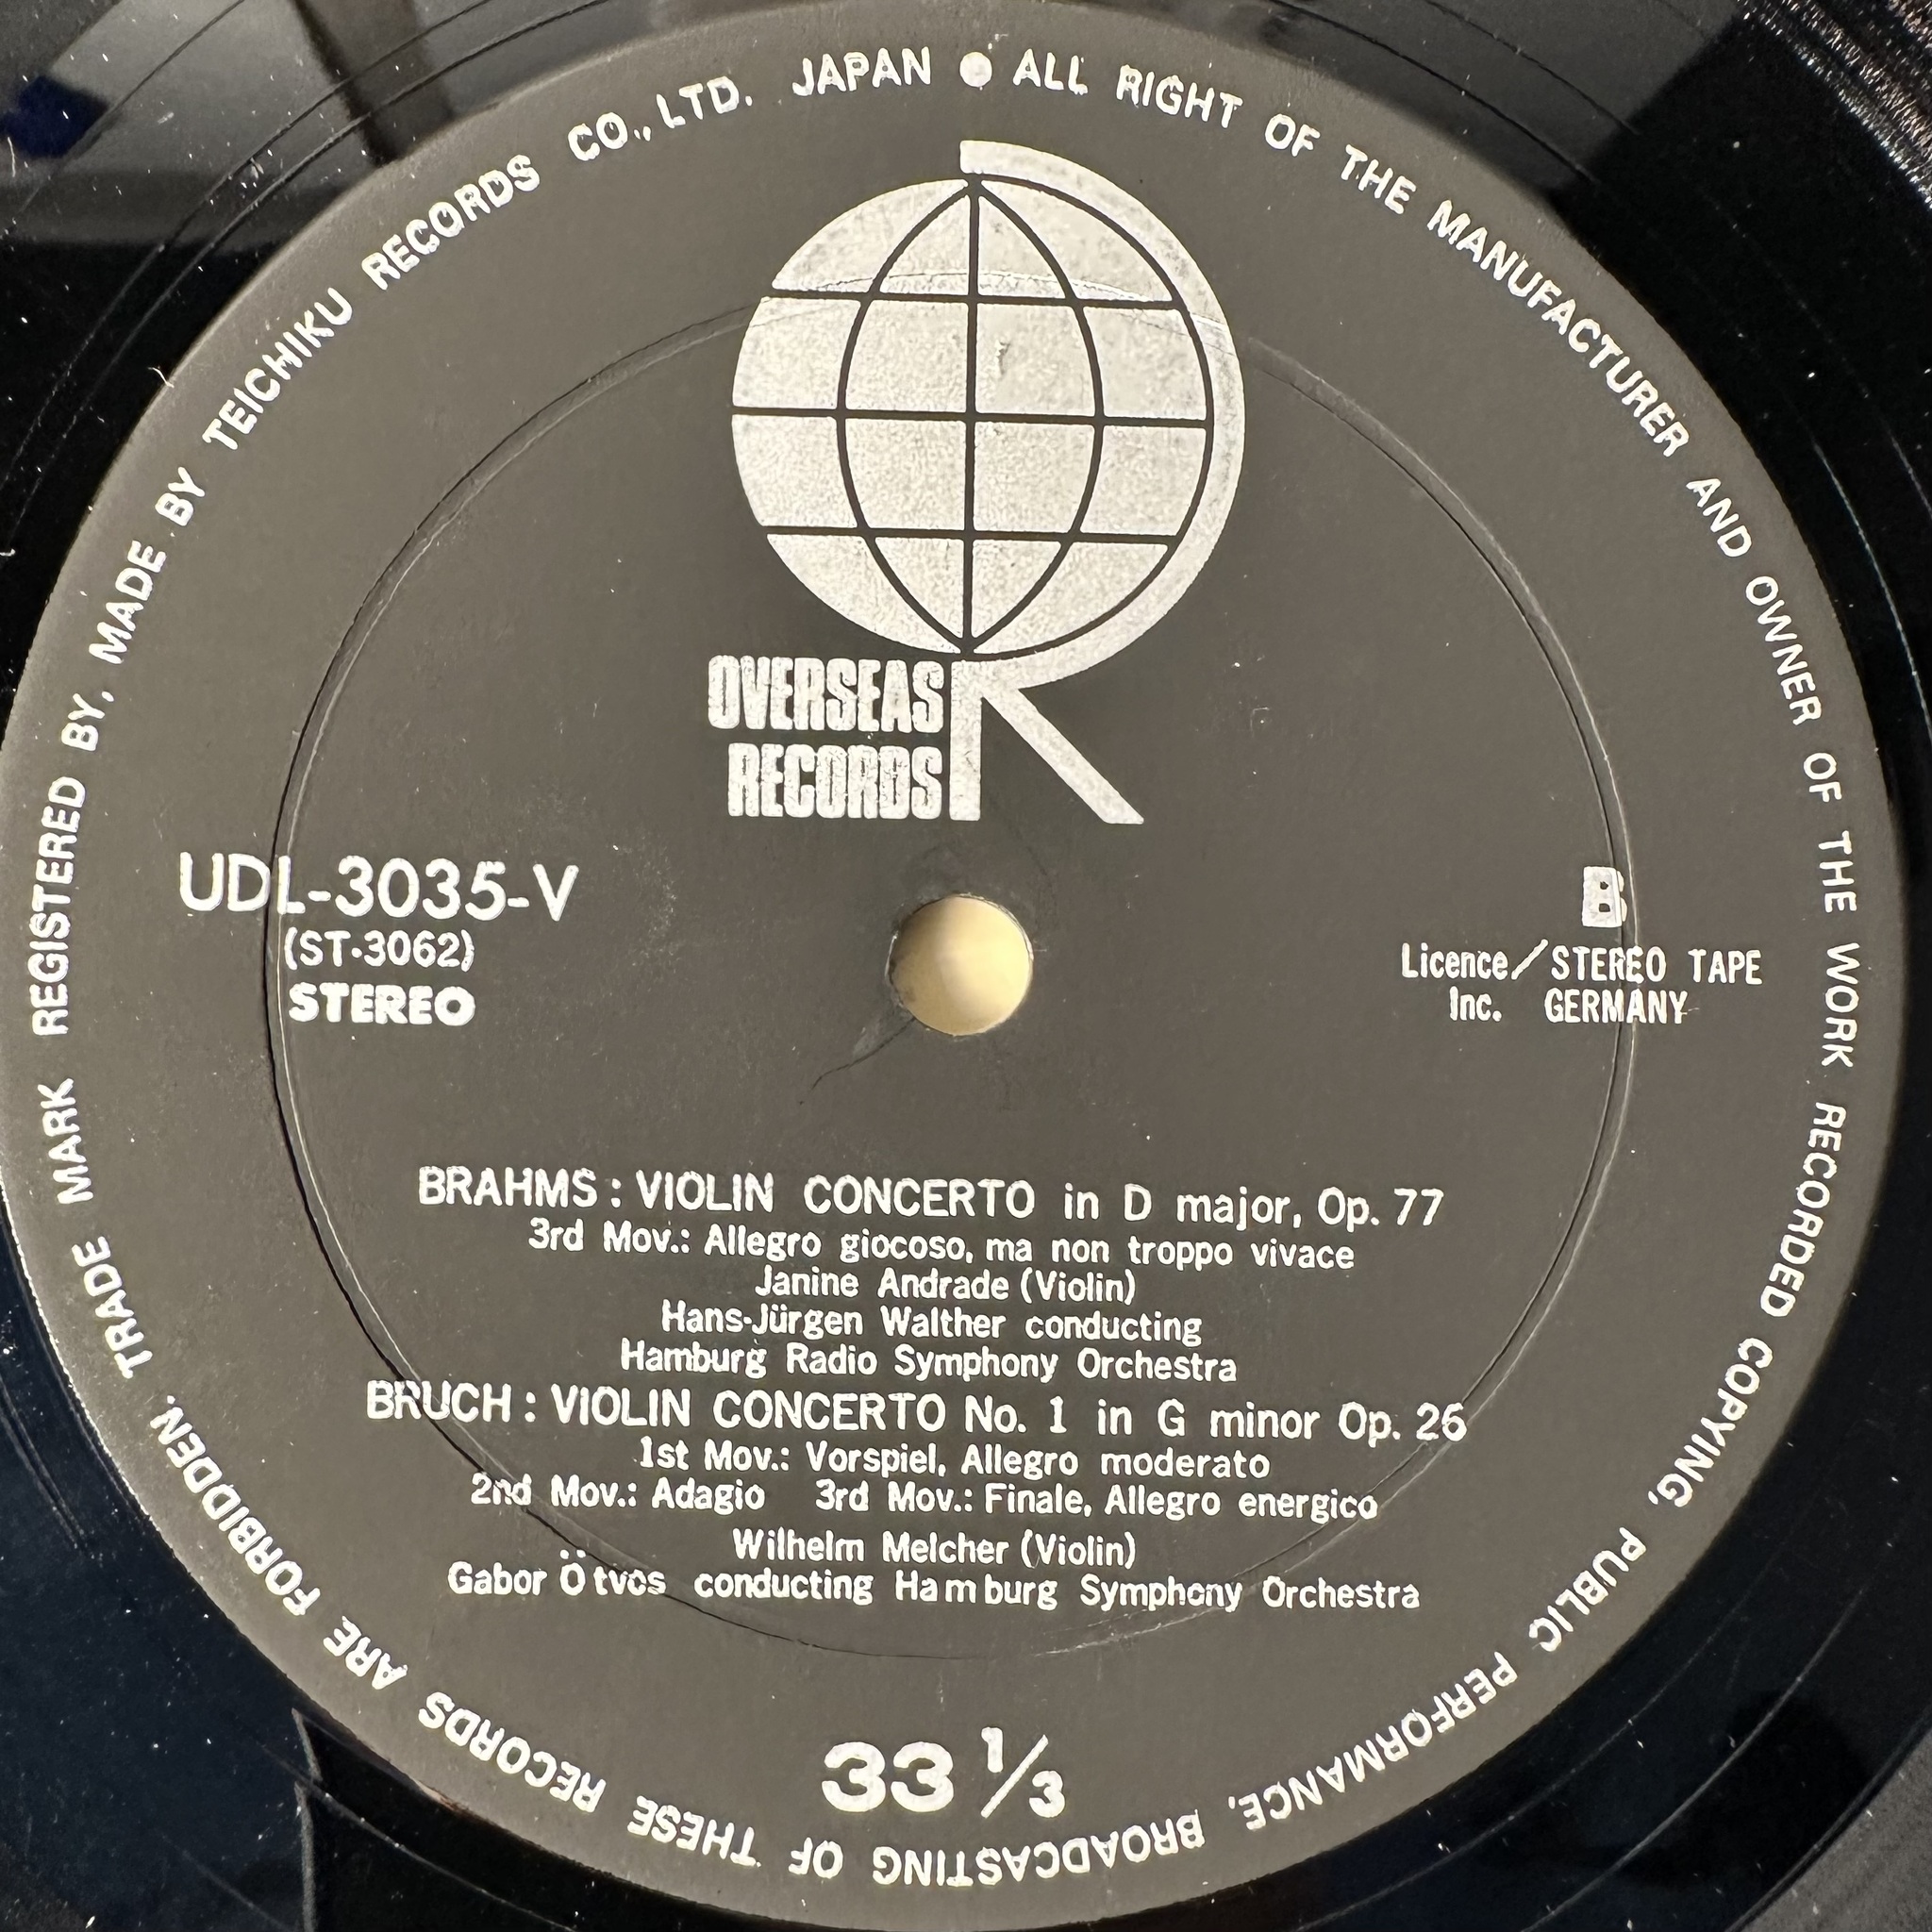 ALL RIGHT OF THE MANUFACTURER AND OWNER OF THE WORK RECORDED COPYING, PUBLIC PERFORMANCE, BROADCASTING OF THESE RECORDS ARE FORBIDDEN. TRADE MARK REGISTERED BY, MADE BY TEICHIKU RECORDS CO., LTD. JAPAN ●
R
OVERSEAS
RECORDS
UDL-3035-V
(ST-3062)
STEREO
B
Licence/STEREO TAPE
Inc. GERMANY
BRAHMS : VIOLIN CONCERTO in D major, Op. 77
3rd Mov.: Allegro giocoso, ma non troppo vivace
Janine Andrade (Violin)
Hans-Jürgen Walther conducting
Hamburg Radio Symphony Orchestra
BRUCH : VIOLIN CONCERTO No. 1 in G minor Op. 26
1st Mov.: Vorspiel, Allegro moderato
2nd Mov.: Adagio 3rd Mov.: Finale, Allegro energico
Wilhelm Melcher (Violin)
Gabor Ötvos conducting Hamburg Symphony Orchestra
33 1/3